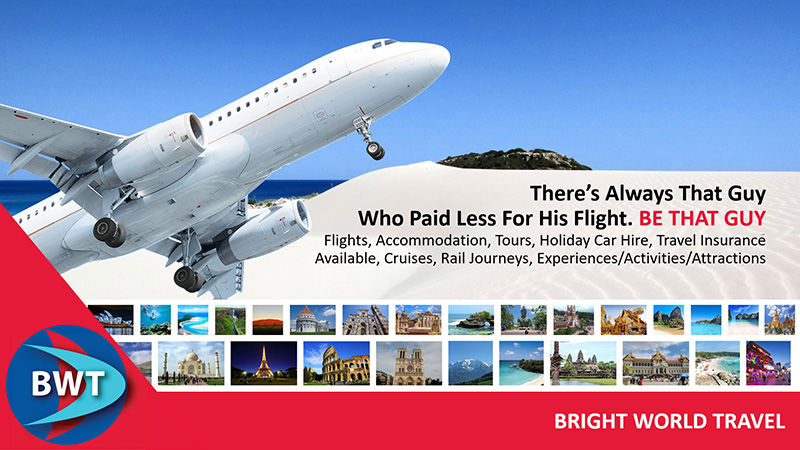 There's Always That Guy
Who Paid Less For His Flight. BE THAT GUY
Flights, Accommodation, Tours, Holiday Car Hire, Travel Insurance
Available, Cruises, Rail Journeys, Experiences/Activities/Attractions
BWT
BRIGHT WORLD TRAVEL